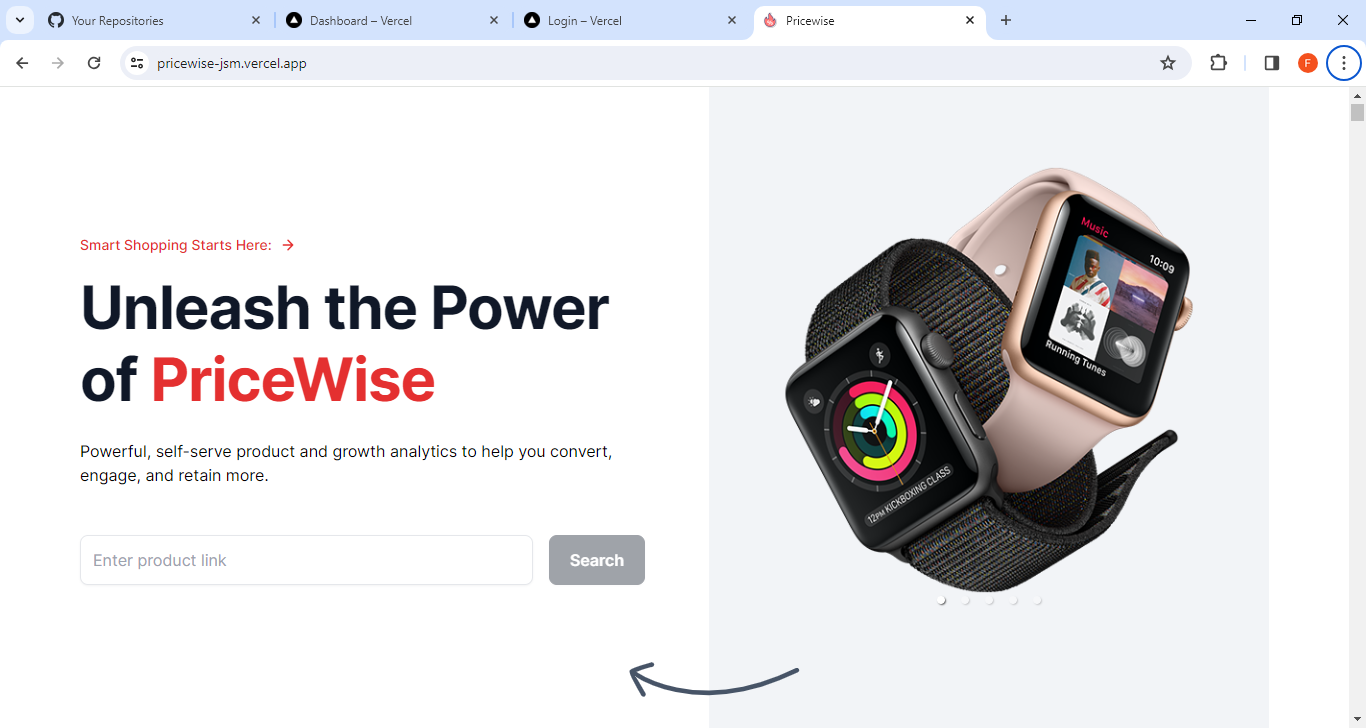 Your Repositories
Dashboard – Vercel
Login – Vercel
Pricewise
pricewise-jsm.vercel.app
F
Smart Shopping Starts Here:
Unleash the Power
of PriceWise
Powerful, self-serve product and growth analytics to help you convert,
engage, and retain more.
Enter product link
Search
Music
10:09
Running Tunes
12PM KICKBOXING CLASS